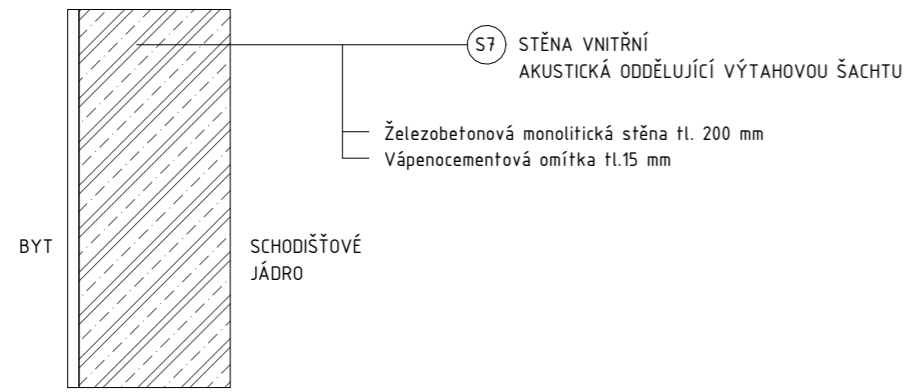 S7 STĚNA VNITŘNÍ
AKUSTICKÁ ODDĚLUJÍCÍ VÝTAHOVOU ŠACHTU
Železobetonová monolitická stěna tl. 200 mm
Vápenocementová omítka tl.15 mm
BYT
SCHODIŠŤOVÉ
JÁDRO